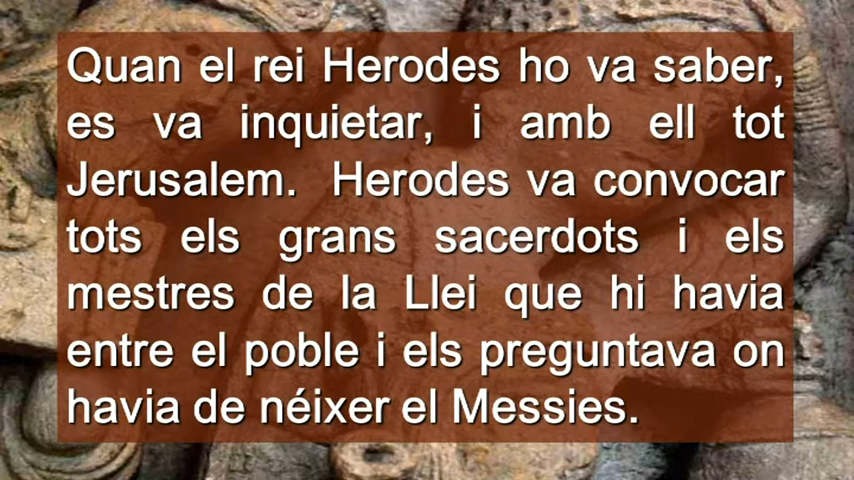 Quan el rei Herodes ho va saber,
es va inquietar, i amb ell tot
Jerusalem. Herodes va convocar
tots els grans sacerdots i els
mestres de la Llei que hi havia
entre el poble i els preguntava on
havia de néixer el Messies.